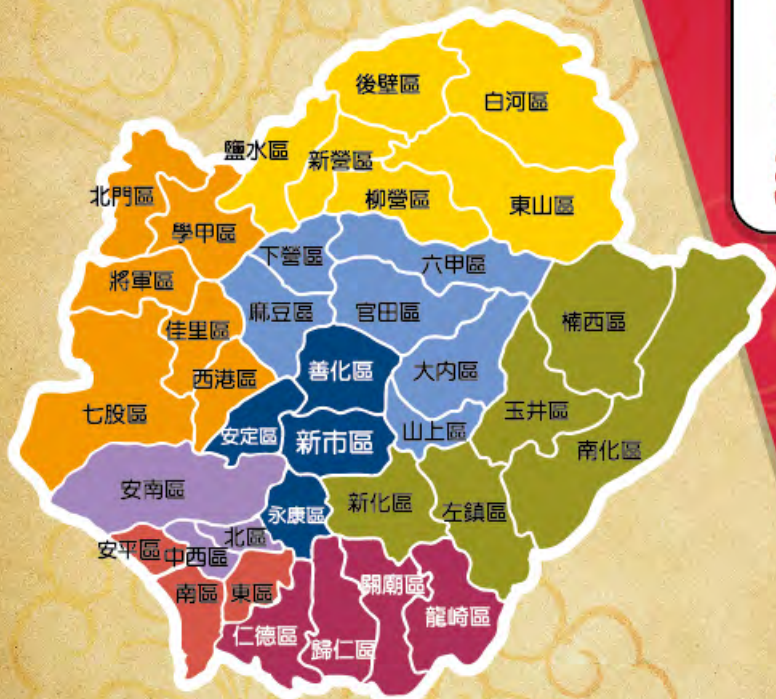 後壁區
白河區
鹽水區
新營區
北門區
柳營區
東山區
學甲區
下營區
六甲區
將軍區
麻豆區
官田區
楠西區
佳里區
西港區
善化區
大内區
七股區
安定區
新市區
山上區
玉井區
南化區
安南區
永康區
新化區
左鎮區
北區
安平區
中西區
南區
東區
關廟區
龍崎區
仁德區
歸仁區